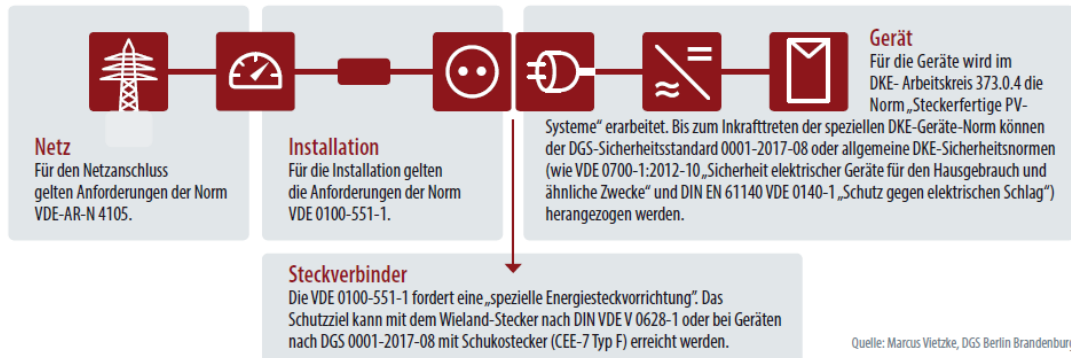 Netz
Für den Netzanschluss
gelten Anforderungen der Norm
VDE-AR-N 4105.
Installation
Für die Installation gelten
die Anforderungen der Norm
VDE 0100-551-1.
Gerät
Für die Geräte wird im
DKE- Arbeitskreis 373.0.4 die
Norm „Steckerfertige PV-
Systeme“ erarbeitet. Bis zum Inkrafttreten der speziellen DKE-Geräte-Norm können
der DGS-Sicherheitsstandard 0001-2017-08 oder allgemeine DKE-Sicherheitsnormen
(wie VDE 0700-1:2012-10 „Sicherheit elektrischer Geräte für den Hausgebrauch und
ähnliche Zwecke“ und DIN EN 61140 VDE 0140-1 „Schutz gegen elektrischen Schlag“)
herangezogen werden.
Steckverbinder
Die VDE 0100-551-1 fordert eine „spezielle Energiesteckvorrichtung“. Das
Schutzziel kann mit dem Wieland-Stecker nach DIN VDE V 0628-1 oder bei Geräten
nach DGS 0001-2017-08 mit Schukostecker (CEE-7 Typ F) erreicht werden.
Quelle: Marcus Vietzke, DGS Berlin Brandenburg